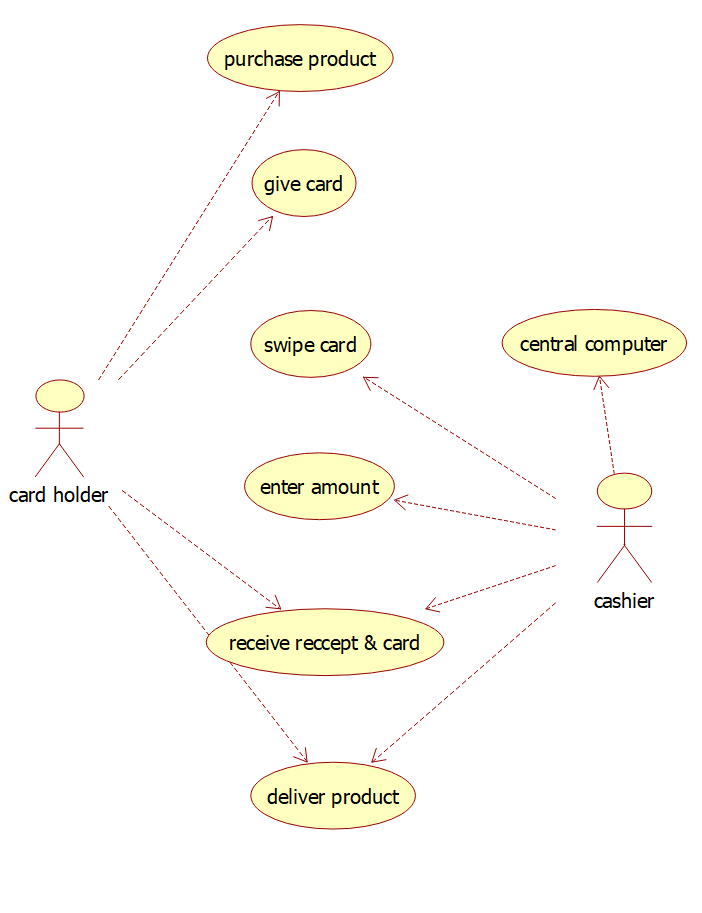 purchase product
give card
swipe card
central computer
enter amount
card holder
cashier
receive reccept & card
deliver product